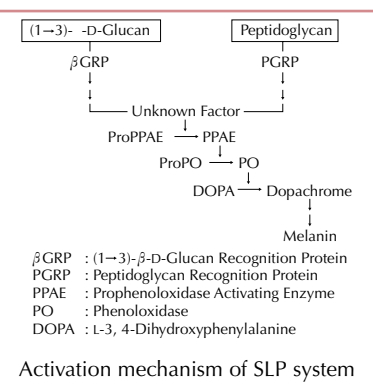 (1→3)- -D-Glucan Peptidoglycan
βGRP PGRP
Unknown Factor
ProPPAE → PPAE
ProPO → PO
DOPA → Dopachrome
Melanin
βGRP : (1→3)-β-D-Glucan Recognition Protein
PGRP : Peptidoglycan Recognition Protein
PPAE : Prophenoloxidase Activating Enzyme
PO : Phenoloxidase
DOPA : L-3, 4-Dihydroxyphenylalanine
Activation mechanism of SLP system